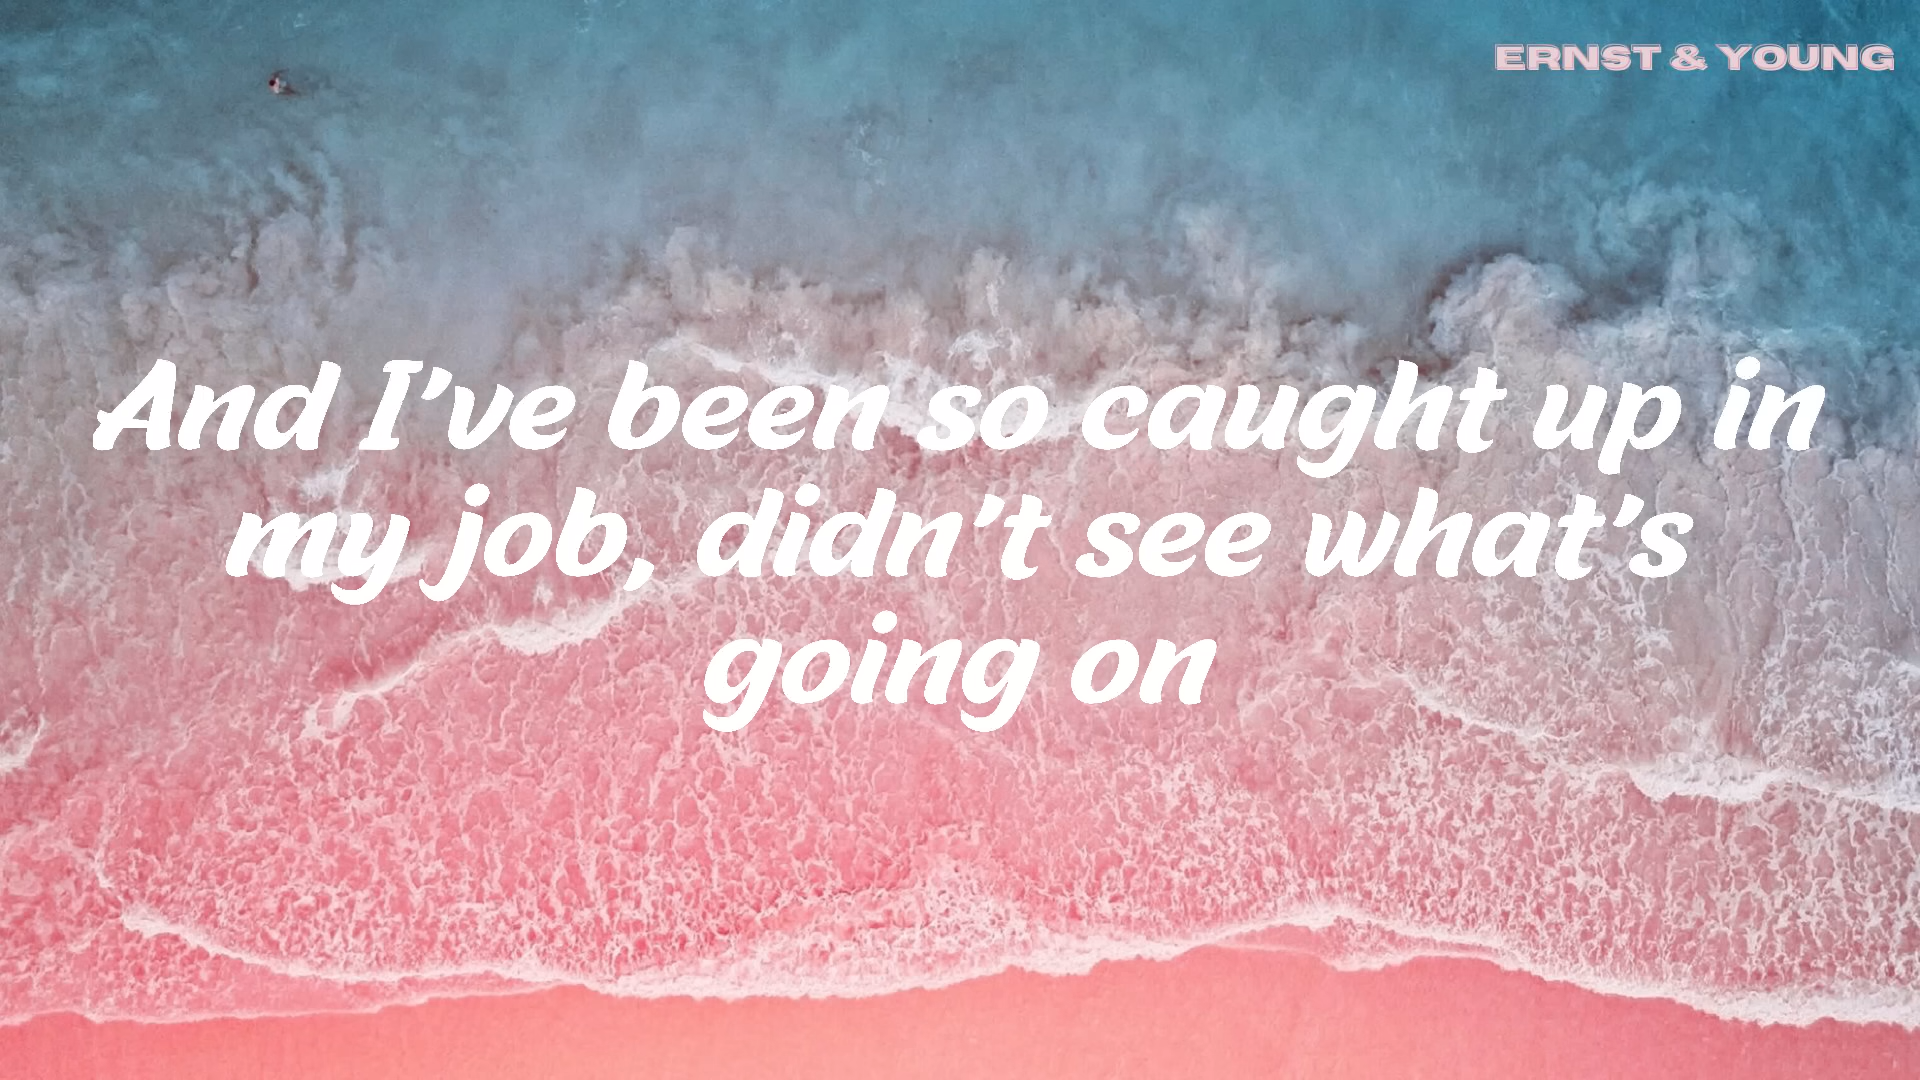 ERNST & YOUNG
And I've been so caught up in
my job, didn't see what's
going on